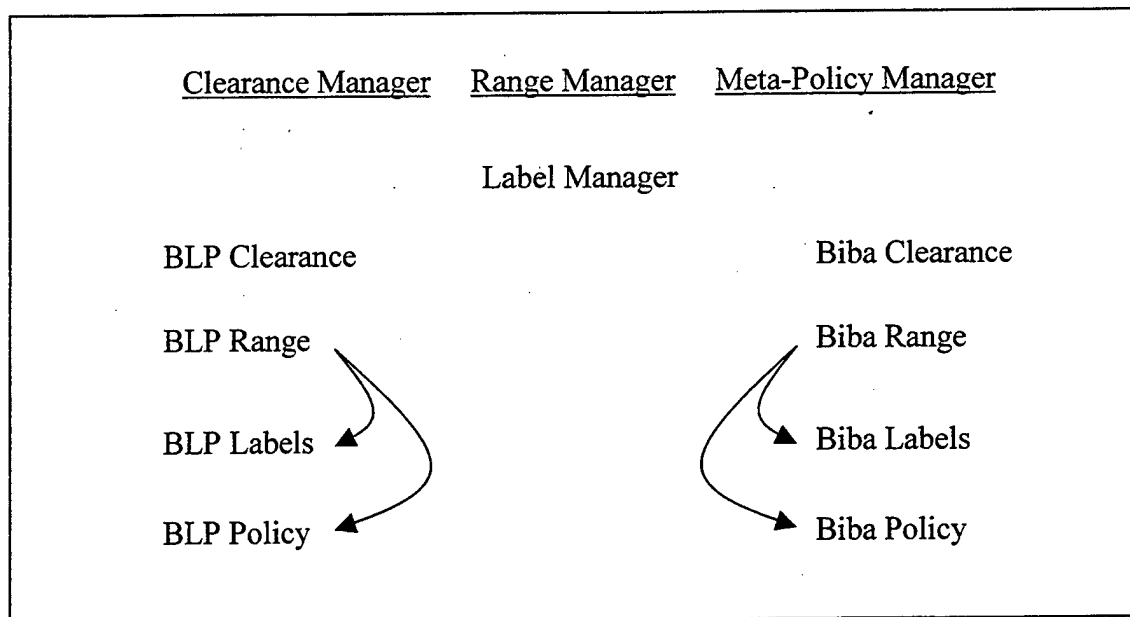 Clearance Manager Range Manager Meta-Policy Manager
Label Manager
BLP Clearance Biba Clearance
BLP Range Biba Range
BLP Labels Biba Labels
BLP Policy Biba Policy